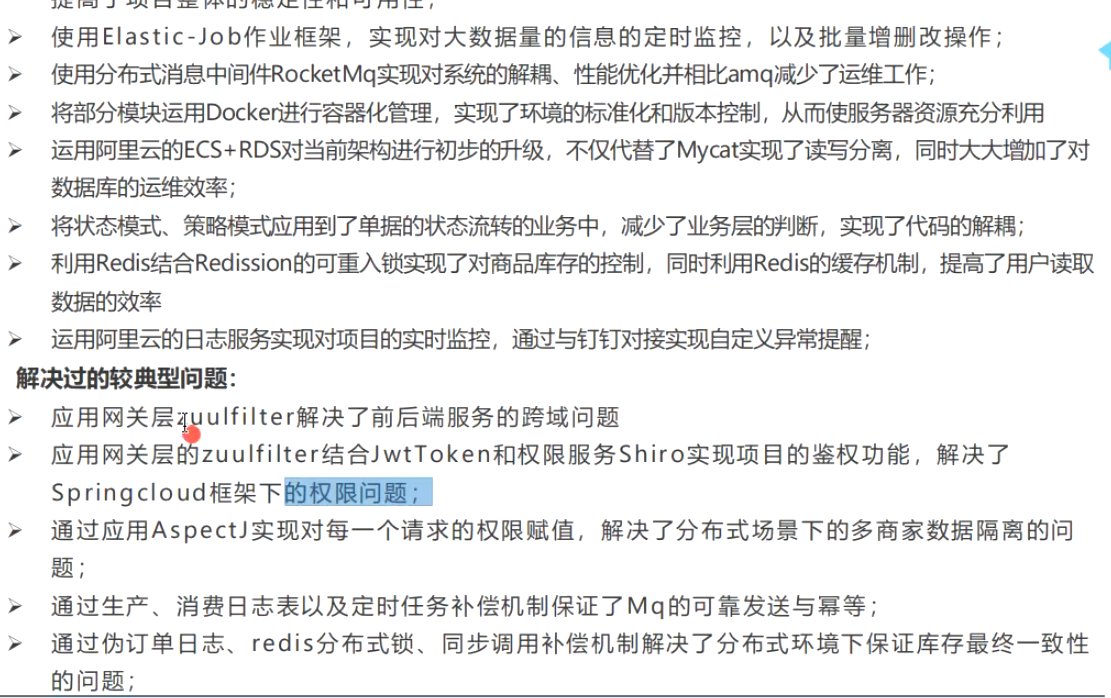 提高了项目整体的稳定性和可用性；
➢ 使用Elastic-Job作业框架，实现对大数据量的信息的定时监控，以及批量增删改操作；
➢ 使用分布式消息中间件RocketMq实现对系统的解耦、性能优化并相比amq减少了运维工作；
➢ 将部分模块运用Docker进行容器化管理，实现了环境的标准化和版本控制，从而使服务器资源充分利用
➢ 运用阿里云的ECS+RDS对当前架构进行初步的升级，不仅代替了Mycat实现了读写分离，同时大大增加了对
数据库的运维效率；
➢ 将状态模式、策略模式应用到了单据的状态流转的业务中，减少了业务层的判断，实现了代码的解耦；
➢ 利用Redis结合Redission的可重入锁实现了对商品库存的控制，同时利用Redis的缓存机制，提高了用户读取
数据的效率
➢ 运用阿里云的日志服务实现对项目的实时监控，通过与钉钉对接实现自定义异常提醒；
解决过的较典型问题：
➢ 应用网关层zuulfilter解决了前后端服务的跨域问题
➢ 应用网关层的zuulfilter结合JwtToken和权限服务Shiro实现项目的鉴权功能，解决了
Springcloud框架下的权限问题；
➢ 通过应用AspectJ实现对每一个请求的权限赋值，解决了分布式场景下的多商家数据隔离的问
题；
➢ 通过生产、消费日志表以及定时任务补偿机制保证了Mq的可靠发送与幂等；
➢ 通过伪订单日志、redis分布式锁、同步调用补偿机制解决了分布式环境下保证库存最终一致性
的问题；